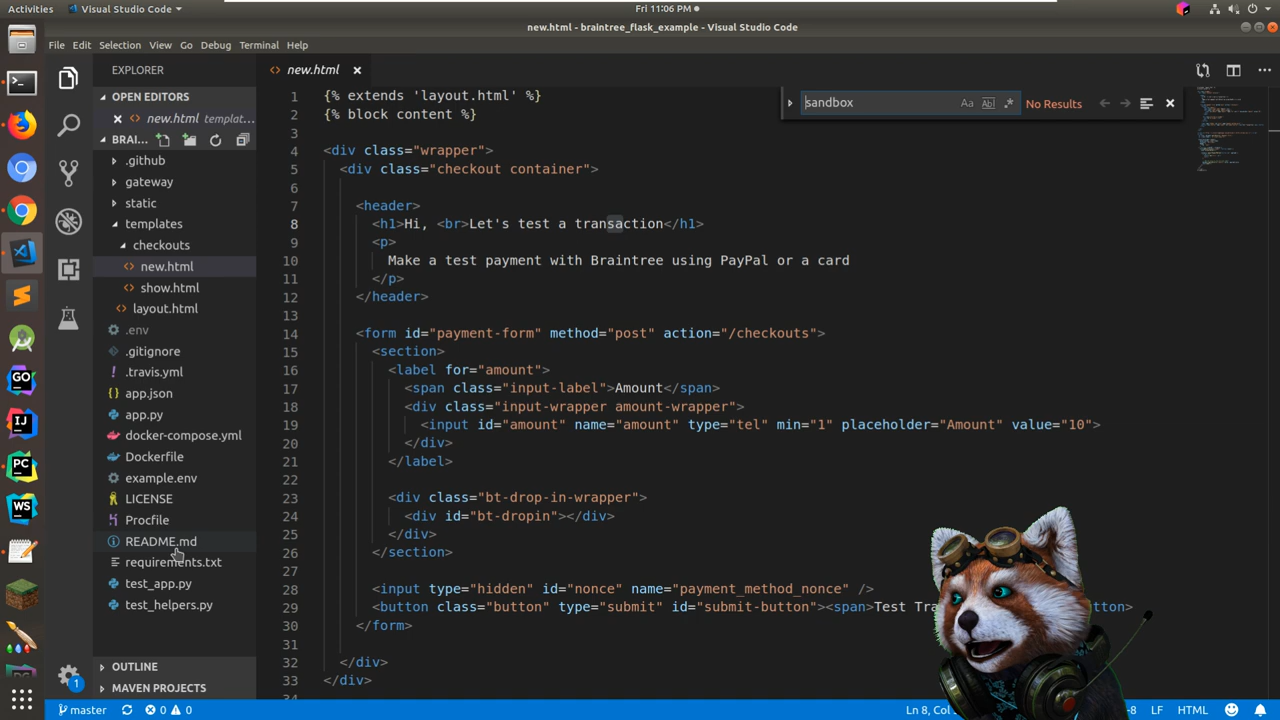 Activities
Visual Studio Code
Fri 11:06 PM
new.html - braintree_flask_example - Visual Studio Code
File Edit Selection View Go Debug Terminal Help
EXPLORER
OPEN EDITORS
new.html templat...
BRAI...
.github
gateway
static
templates
checkouts
new.html
show.html
layout.html
.env
.gitignore
.travis.yml
app.json
app.py
docker-compose.yml
Dockerfile
example.env
LICENSE
Procfile
README.md
requirements.txt
test_app.py
test_helpers.py
OUTLINE
MAVEN PROJECTS
new.html
sandbox
Aa Abl .*
No Results
1 {% extends 'layout.html' %}
2 {% block content %}
3
4 <div class="wrapper">
5 <div class="checkout container">
6
7 <header>
8 <h1>Hi, <br>Let's test a transaction</h1>
9 <p>
10 Make a test payment with Braintree using PayPal or a card
11 </p>
12 </header>
13
14 <form id="payment-form" method="post" action="/checkouts">
15 <section>
16 <label for="amount">
17 <span class="input-label">Amount</span>
18 <div class="input-wrapper amount-wrapper">
19 <input id="amount" name="amount" type="tel" min="1" placeholder="Amount" value="10">
20 </div>
21 </label>
22
23 <div class="bt-drop-in-wrapper">
24 <div id="bt-dropin"></div>
25 </div>
26 </section>
27
28 <input type="hidden" id="nonce" name="payment_method_nonce" />
29 <button class="button" type="submit" id="submit-button"><span>Test Tra tton>
30 </form>
31
32 </div>
33 </div>
34
GO
IJ
PC
WS
PC
1
master
0
0
Ln 8, C
-8
LF
HTML